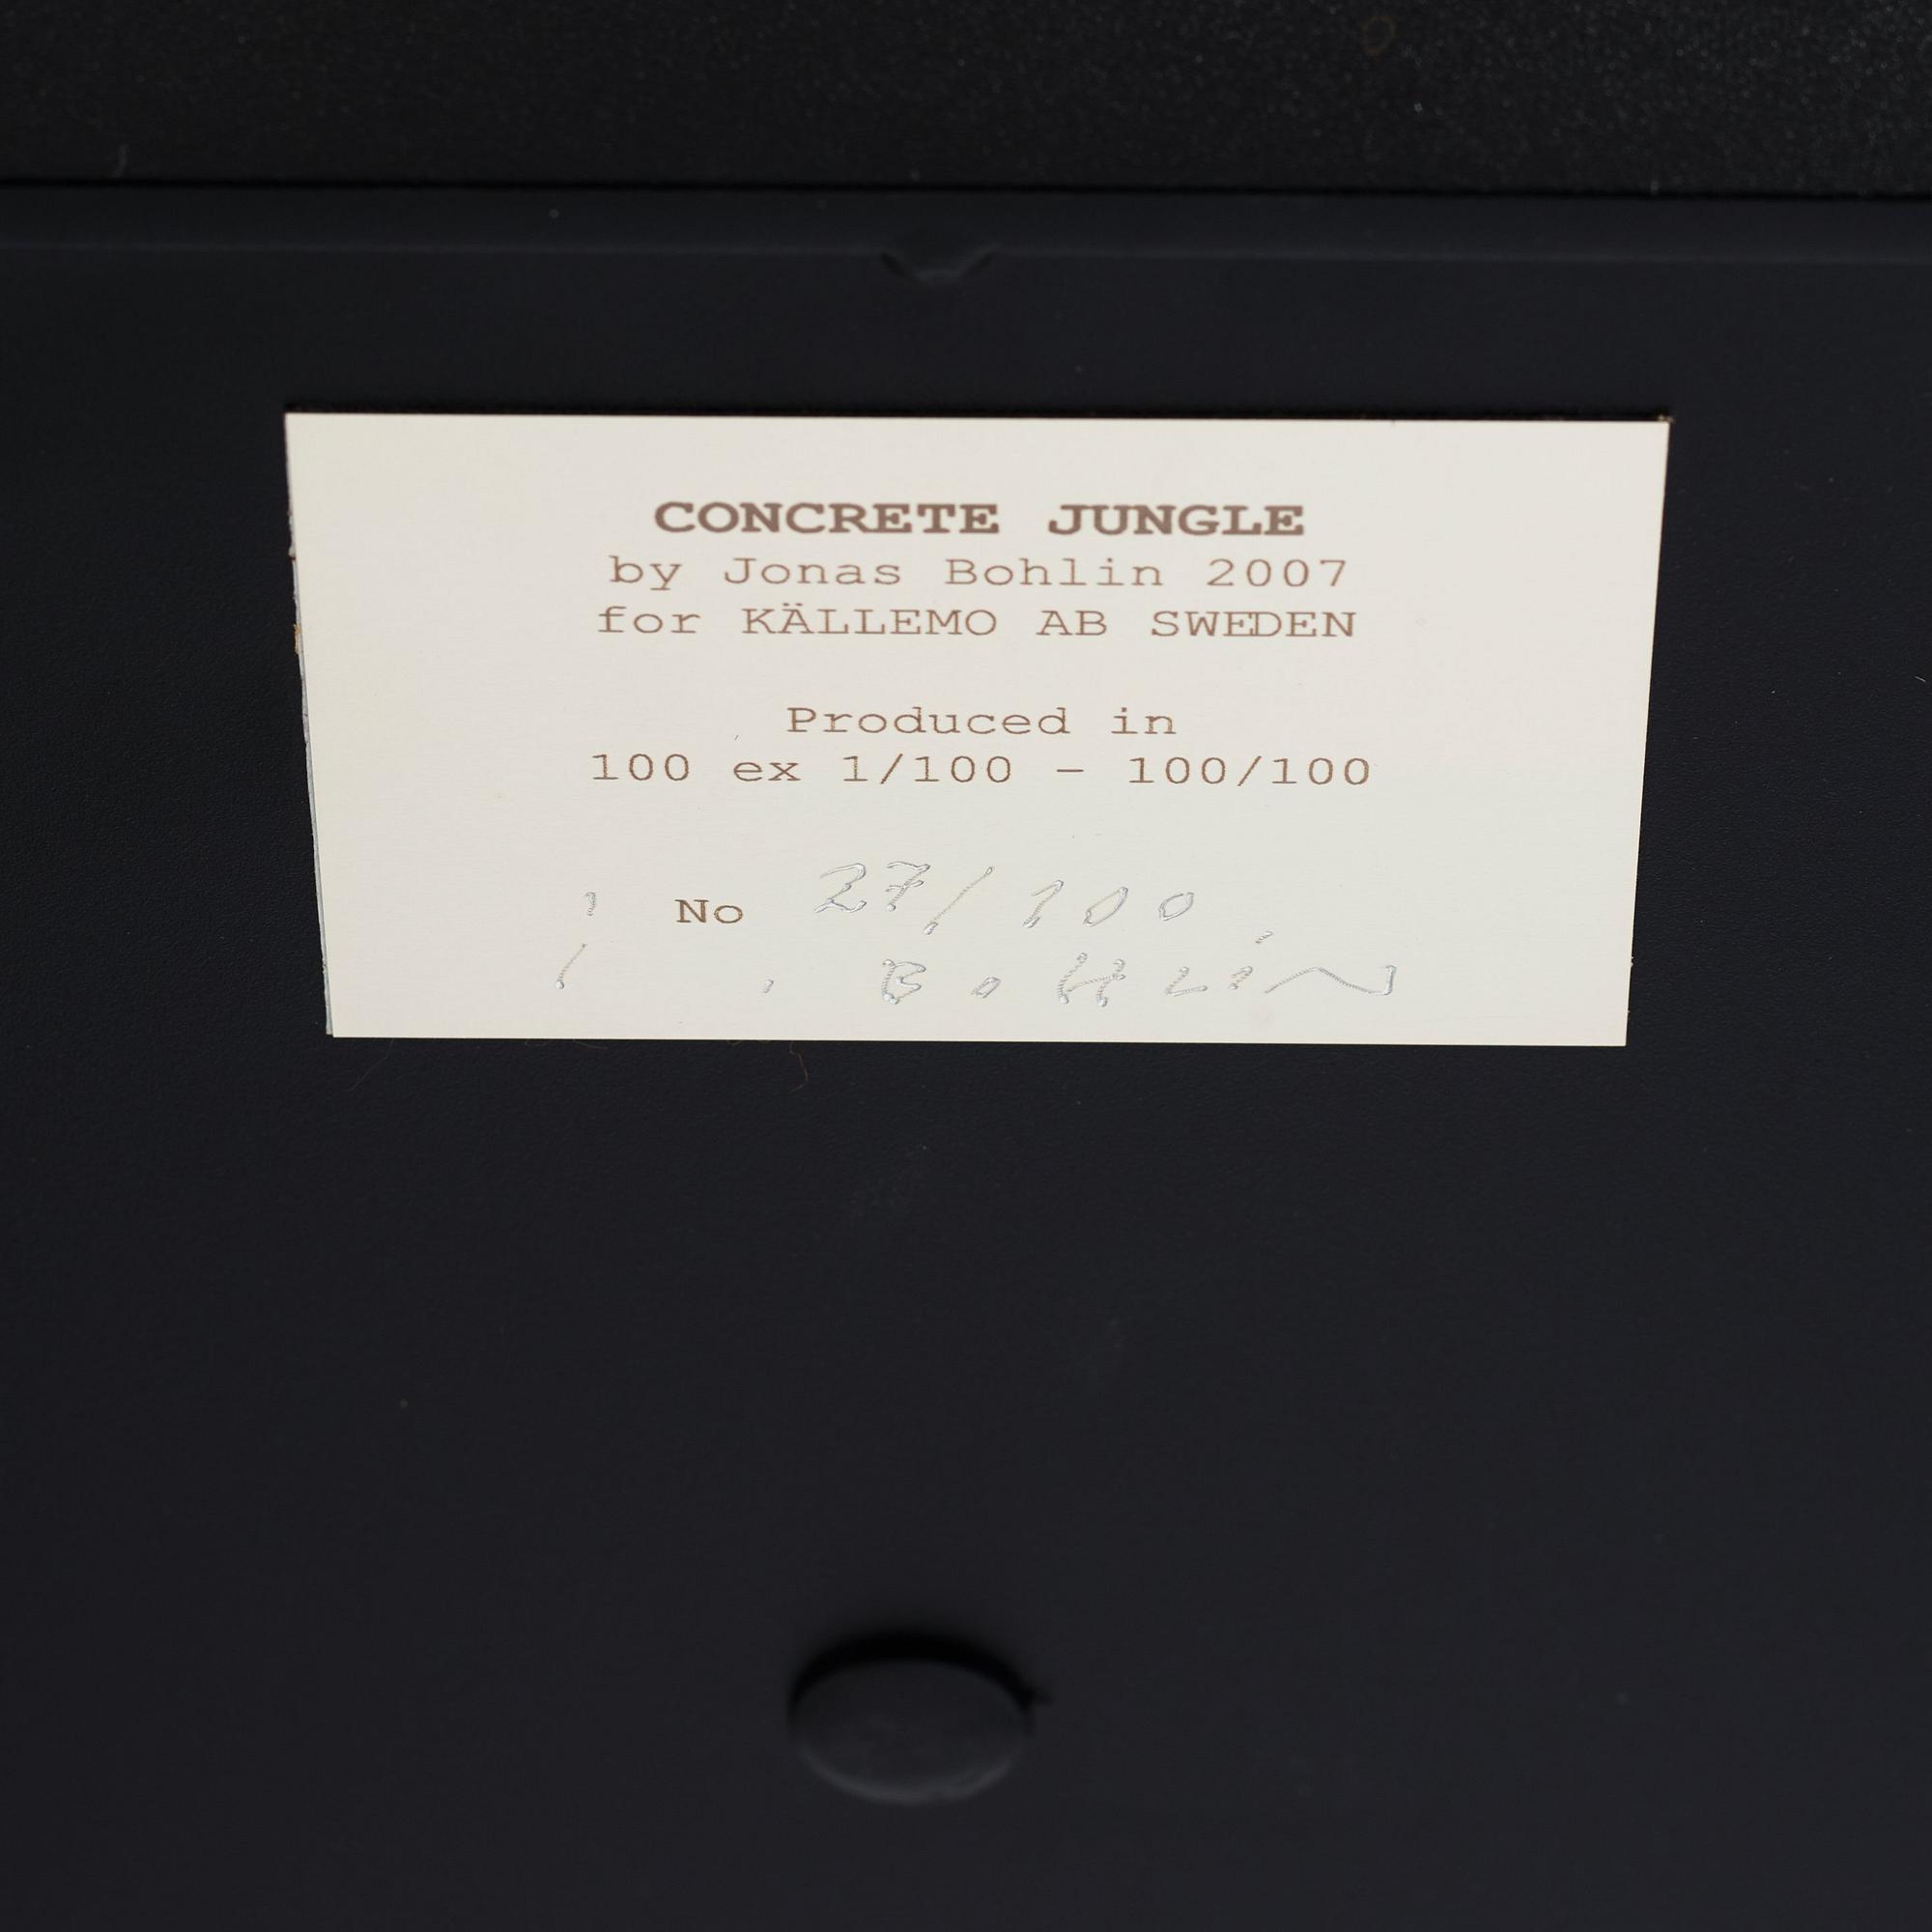 CONCRETE JUNGLE
by Jonas Bohlin 2007
for KÄLLEMO AB SWEDEN
Produced in
100 ex 1/100 - 100/100
No 27/100
BOHLIN